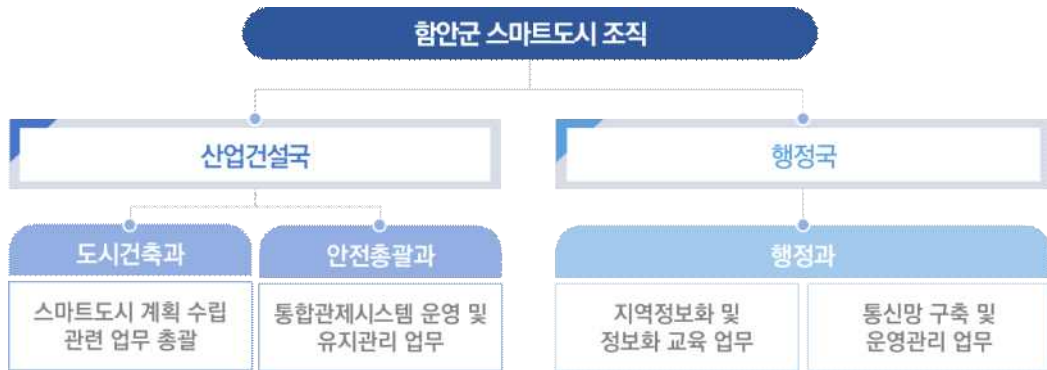 함안군 스마트도시 조직
산업건설국
행정국
도시건축과
안전총괄과
행정과
스마트도시 계획 수립
관련 업무 총괄
통합관제시스템 운영 및
유지관리 업무
지역정보화 및
정보화 교육 업무
통신망 구축 및
운영관리 업무